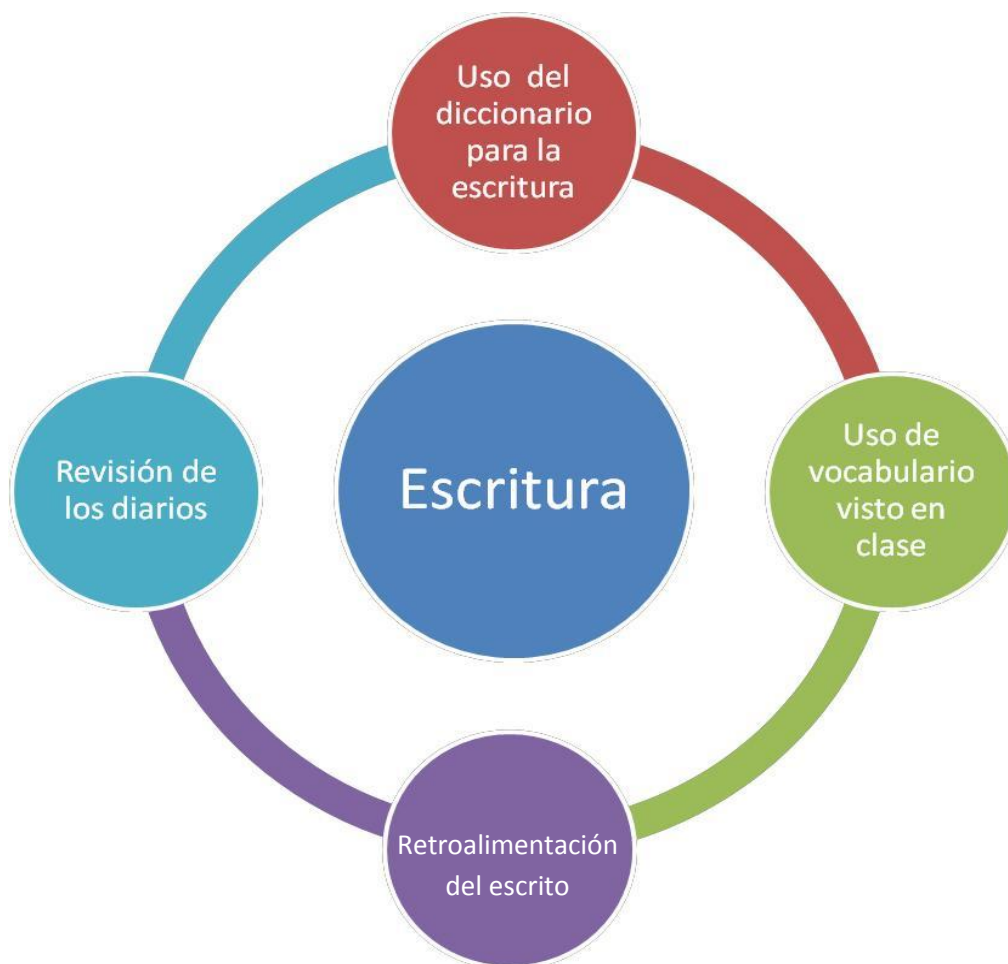 Uso del
diccionario
para la
escritura
Uso de
vocabulario
visto en
clase
Escritura
Revisión de
los diarios
Retroalimentación
del escrito